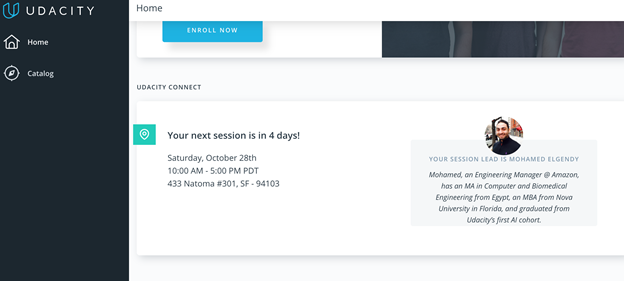 UDACITY
Home
Catalog
Home
ENROLL NOW
UDACITY CONNECT
Your next session is in 4 days!
Saturday, October 28th
10:00 AM - 5:00 PM PDT
433 Natoma #301, SF - 94103
YOUR SESSION LEAD IS MOHAMED ELGENDY
Mohamed, an Engineering Manager @ Amazon,
has an MA in Computer and Biomedical
Engineering from Egypt, an MBA from Nova
University in Florida, and graduated from
Udacity's first AI cohort.